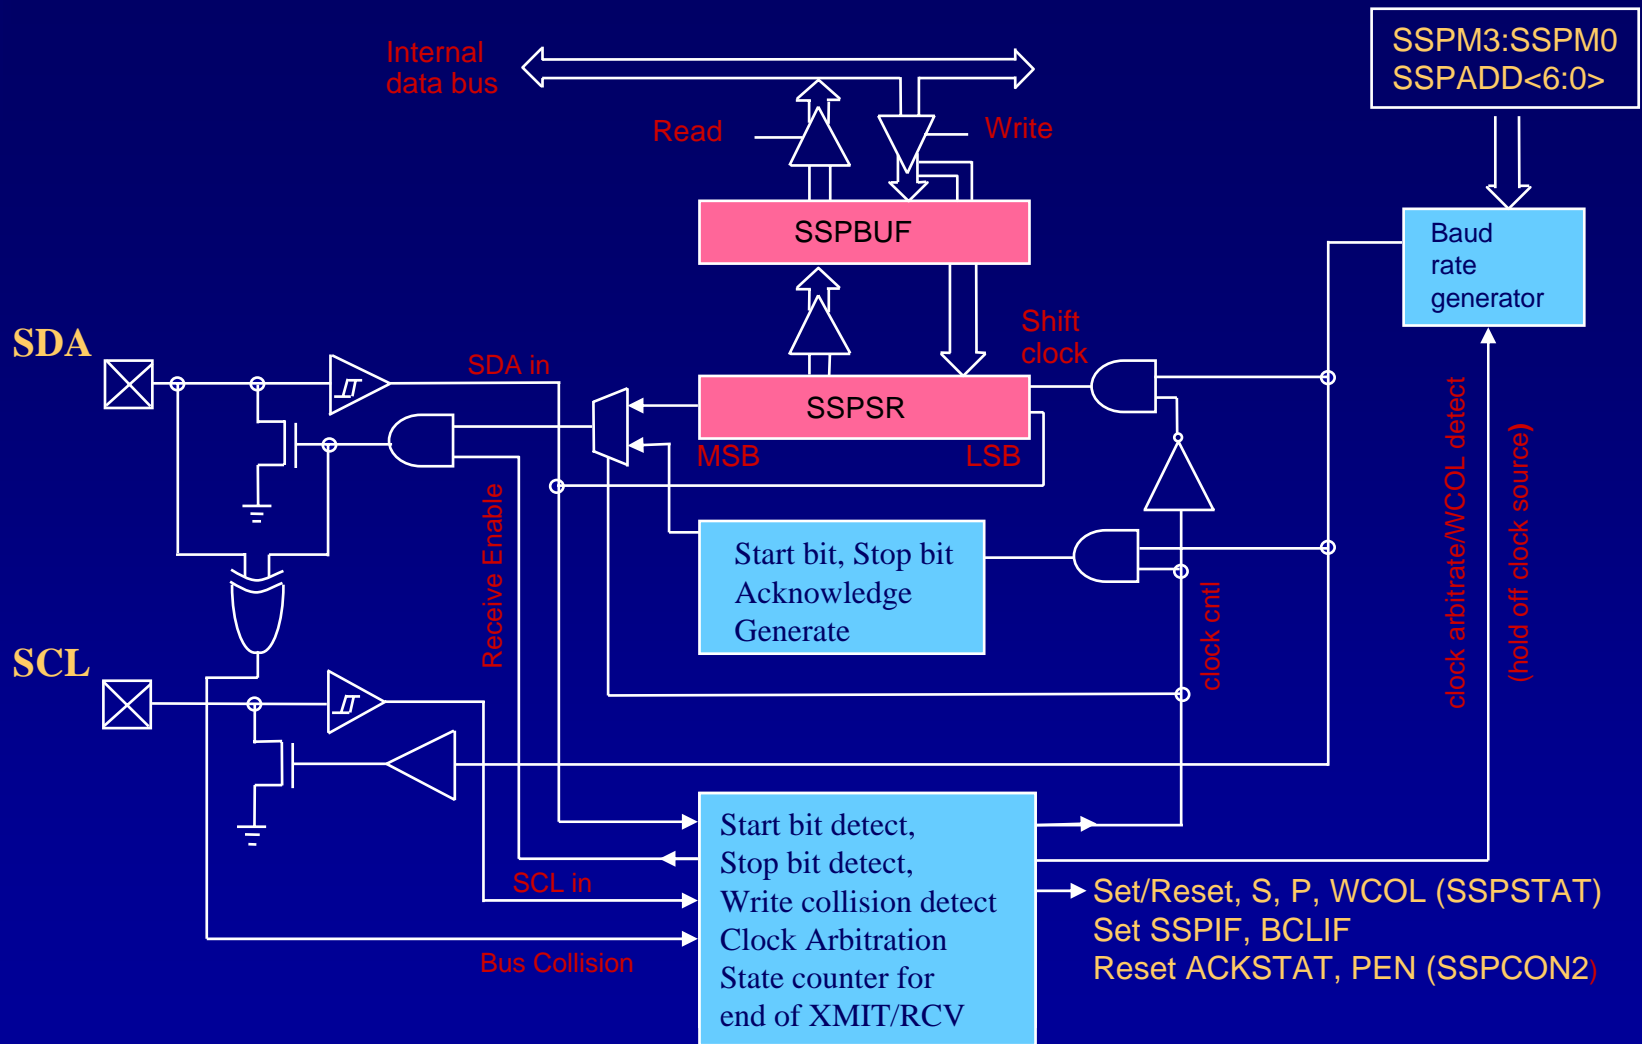 SSPM3:SSPM0
SSPADD<6:0>
Internal
data bus
Read
Write
SSPBUF
Baud
rate
generator
Shift
clock
SDA
SDA in
SSPSR
MSB
LSB
clock arbitrate/WCOL detect
(hold off clock source)
Receive Enable
Start bit, Stop bit
Acknowledge
Generate
clock cntl
SCL
Start bit detect,
Stop bit detect,
Write collision detect
Clock Arbitration
State counter for
end of XMIT/RCV
SCL in
Bus Collision
Set/Reset, S, P, WCOL (SSPSTAT)
Set SSPIF, BCLIF
Reset ACKSTAT, PEN (SSPCON2)